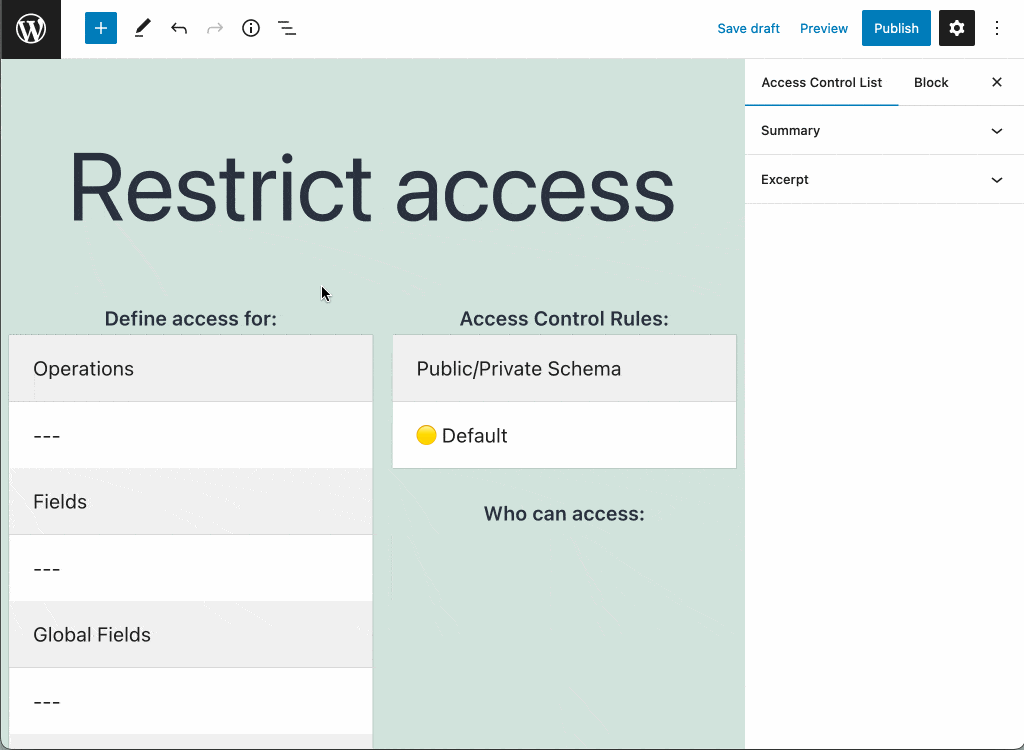 Save draft
Preview
Publish
Access Control List
Block
Summary
Excerpt
Restrict access
Define access for:
Operations
---
Fields
---
Global Fields
---
Access Control Rules:
Public/Private Schema
🟡 Default
Who can access: